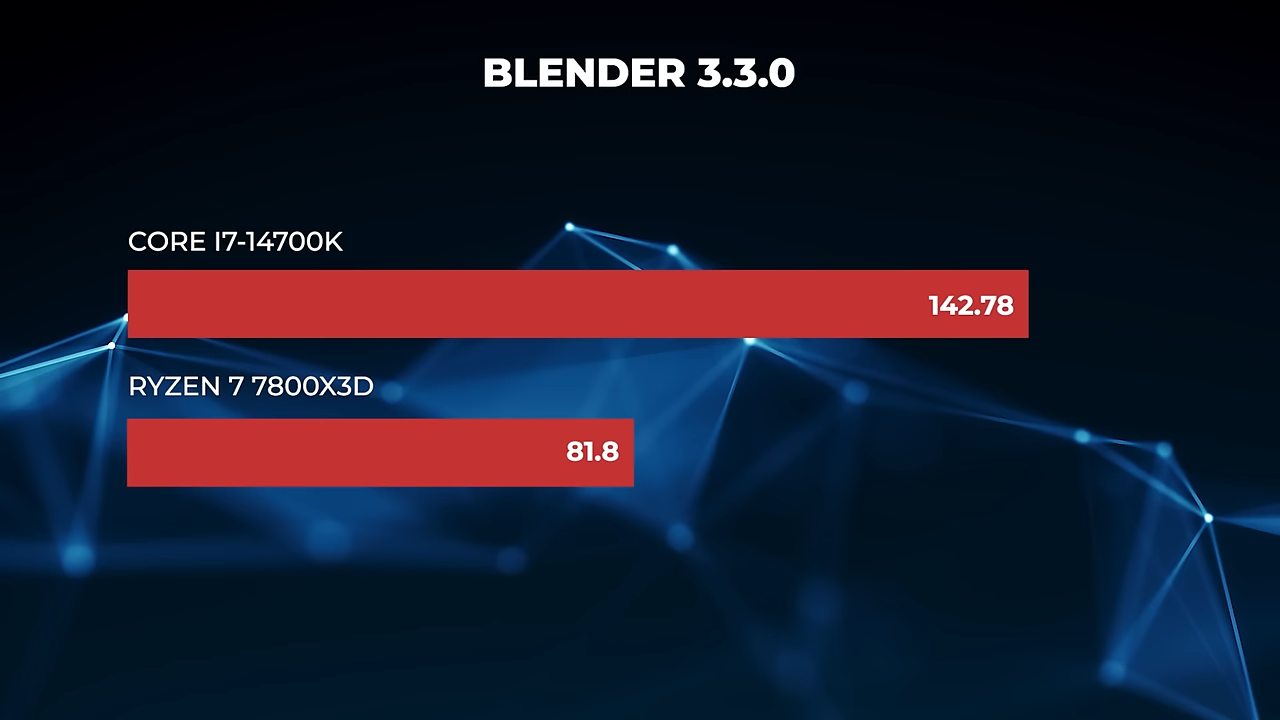 BLENDER 3.3.0
CORE I7-14700K
142.78
RYZEN 7 7800X3D
81.8